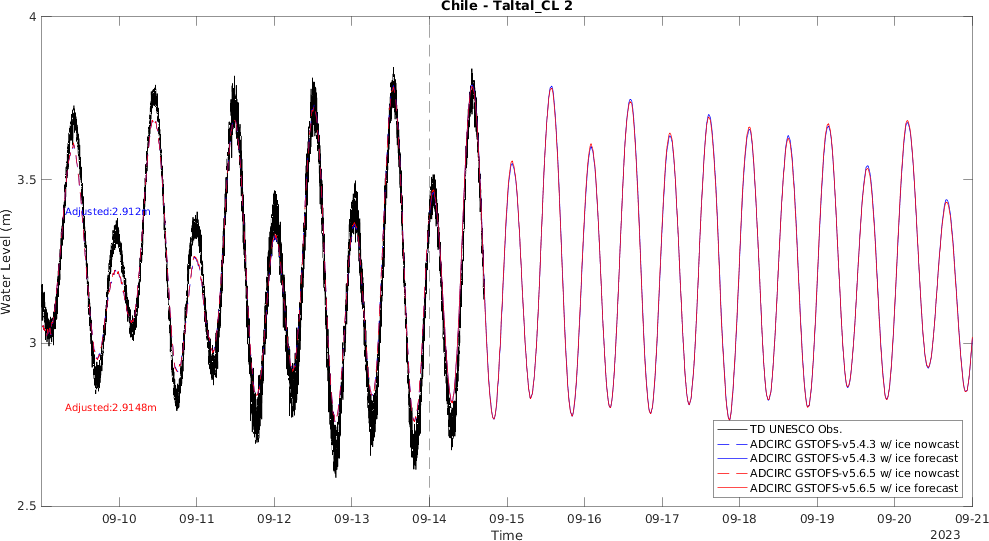 Chile - Taltal_CL 2
Water Level (m)
4
3.5
3
2.5
Adjusted:2.912m
Adjusted:2.9148m
TD UNESCO Obs.
ADCIRC GSTOFS-v5.4.3 w/ ice nowcast
ADCIRC GSTOFS-v5.4.3 w/ ice forecast
ADCIRC GSTOFS-v5.6.5 w/ ice nowcast
ADCIRC GSTOFS-v5.6.5 w/ ice forecast
09-10 09-11 09-12 09-13 09-14 09-15 09-16 09-17 09-18 09-19 09-20 09-21
Time
2023